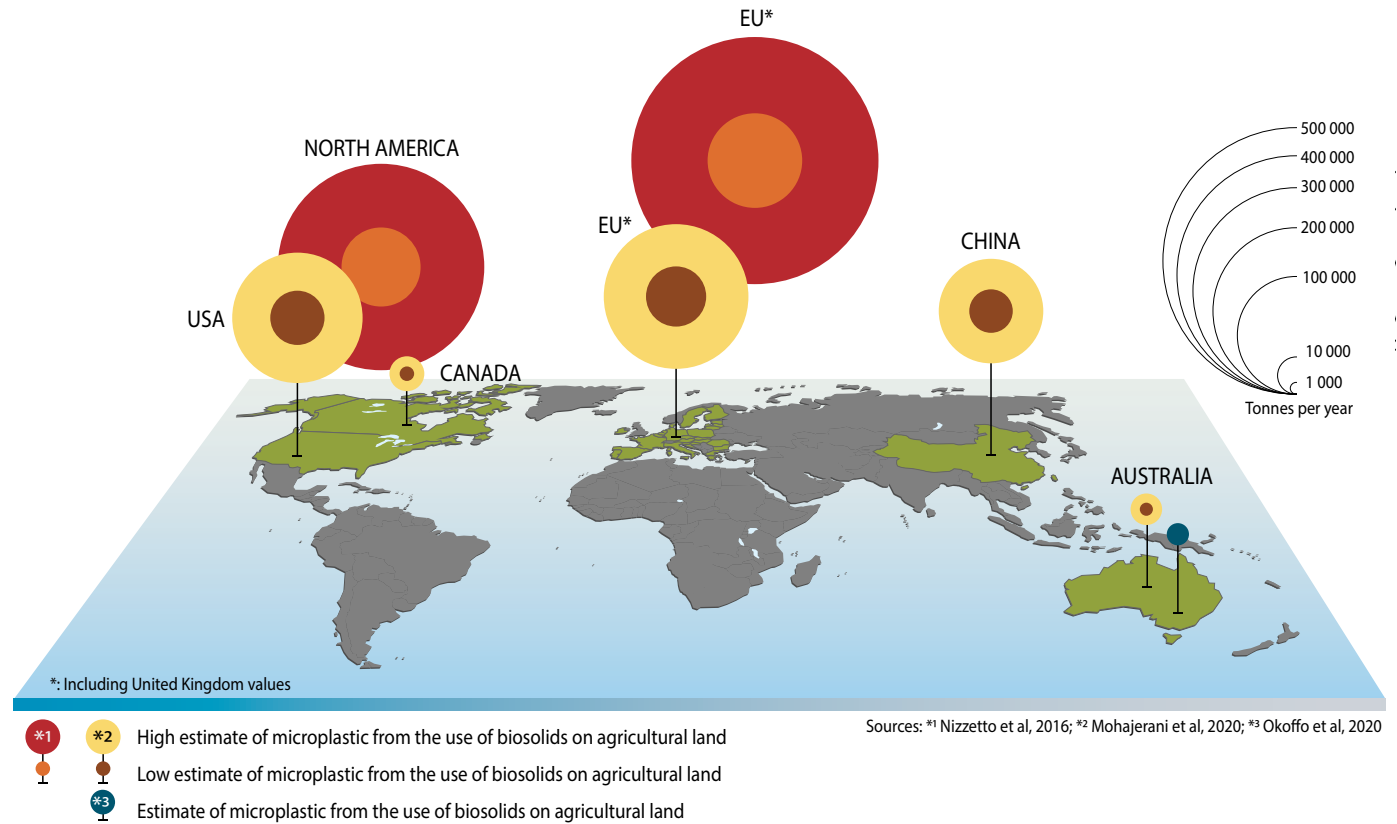 EU*
NORTH AMERICA
EU*
CHINA
USA
CANADA
AUSTRALIA
500 000
400 000
300 000
200 000
100 000
10 000
1 000
Tonnes per year
*: Including United Kingdom values
Sources: *1 Nizzetto et al, 2016; *2 Mohajerani et al, 2020; *3 Okoffo et al, 2020
*1 *2 High estimate of microplastic from the use of biosolids on agricultural land
Low estimate of microplastic from the use of biosolids on agricultural land
*3 Estimate of microplastic from the use of biosolids on agricultural land